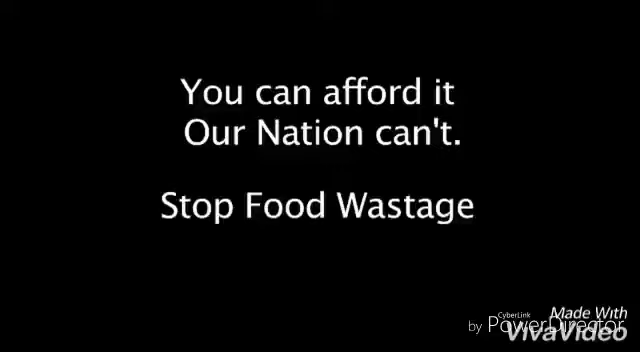 You can afford it
Our Nation can't.
Stop Food Wastage
CyberLink
by PowerDirector
Made With
VivaVideo